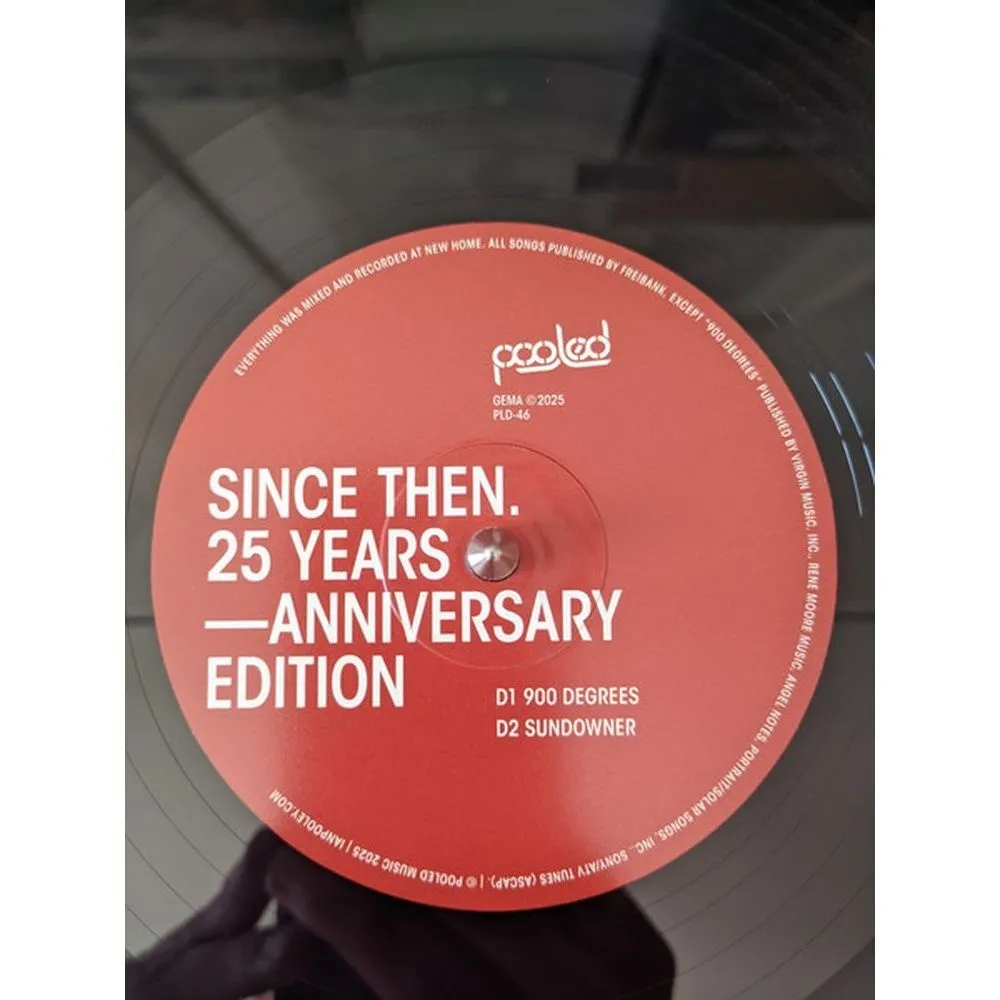 EVERYTHING WAS MIXED AND RECORDED AT NEW HOME. ALL SONGS PUBLISHED BY FREIBANK, EXCEPT "900 DEGREES" PUBLISHED BY VIRGIN MUSIC, INC., RENE MOORE MUSIC, ANGEL NOTES, PORTRAIT/SOLAR SONGS, INC., SONY/ATV TUNES (ASCAP). | © POOLED MUSIC 2025 | IANPOOLEY.COM
pooled
GEMA ©2025
PLD-46
SINCE THEN.
25 YEARS
—ANNIVERSARY
EDITION
D1 900 DEGREES
D2 SUNDOWNER